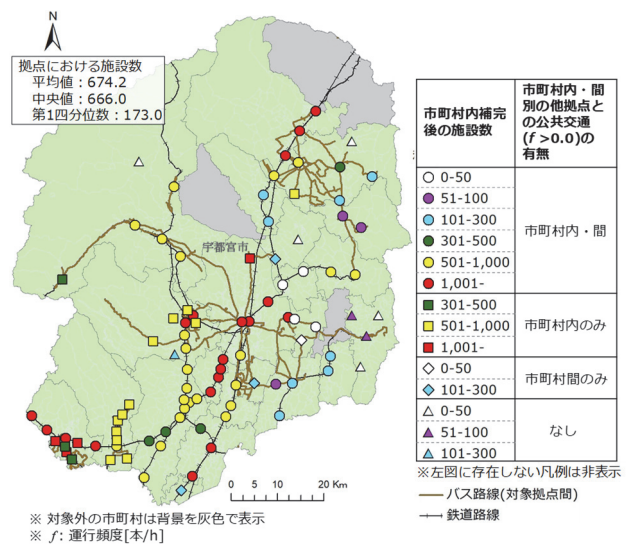 N
拠点における施設数
平均値：674.2
中央値：666.0
第1四分位数：173.0
宇都宮市
0 5 10 20 Km
※ 対象外の市町村は背景を灰色で表示
※ f: 運行頻度[本/h]
市町村内補完
後の施設数
市町村内・間
別の他拠点と
の公共交通
(f >0.0)の
有無
0-50
51-100
101-300
301-500
501-1,000
1,001-
市町村内・間
301-500
501-1,000
1,001-
市町村内のみ
0-50
101-300
市町村間のみ
0-50
51-100
101-300
なし
※左図に存在しない凡例は非表示
バス路線(対象拠点間)
鉄道路線